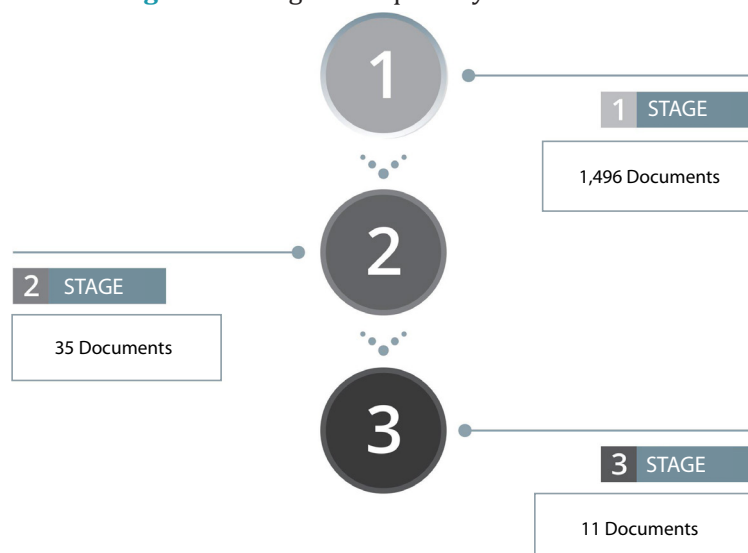 1
1 STAGE
1,496 Documents
2
2 STAGE
35 Documents
3
3 STAGE
11 Documents